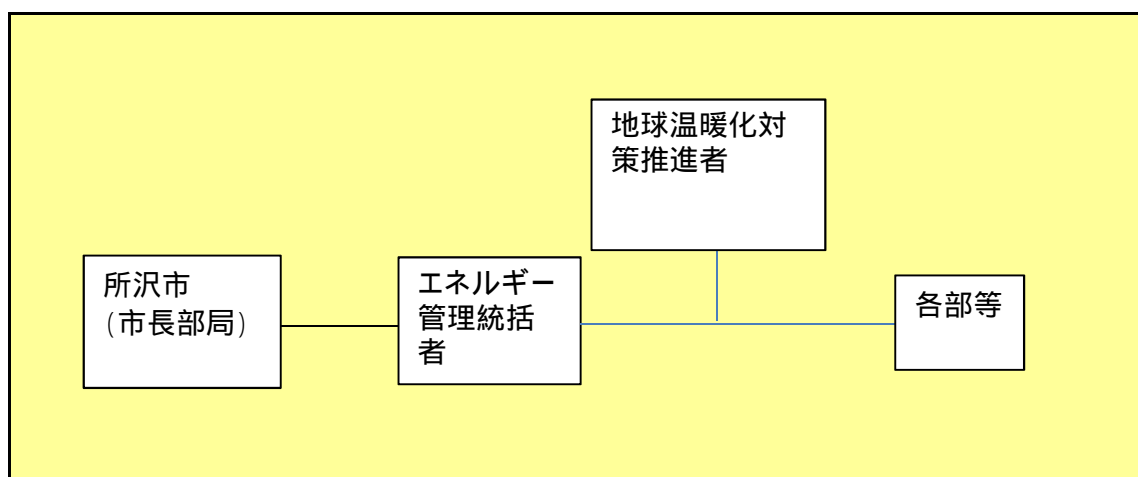 地球温暖化対
策推進者
所沢市
(市長部局)
エネルギー
管理統括
者
各部等